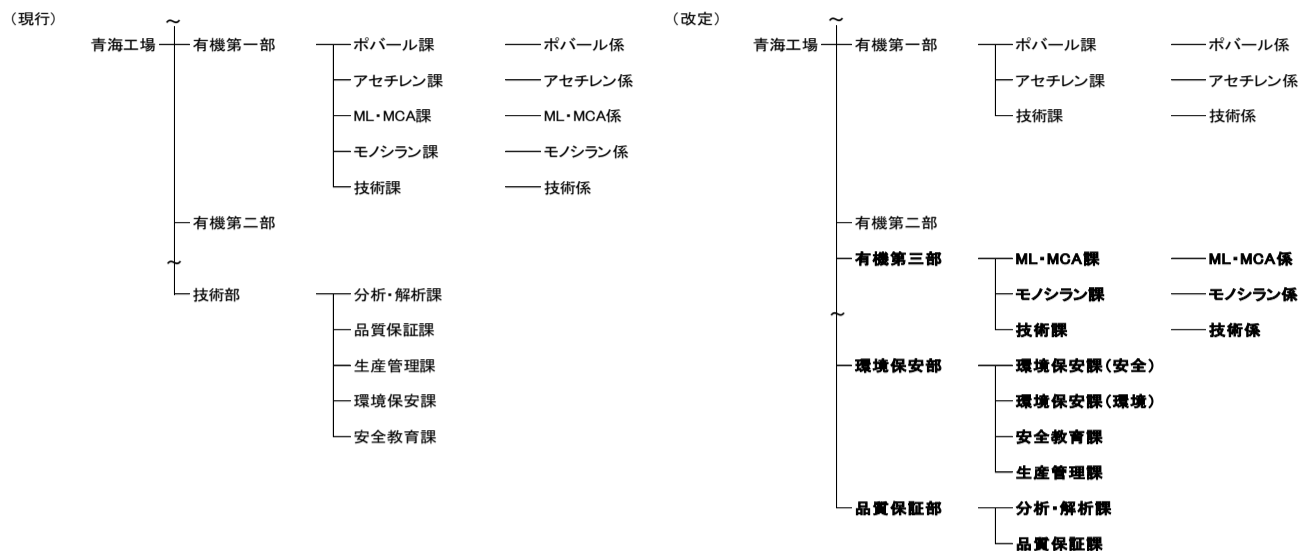 (現行)
～
青海工場 有機第一部 ポバール課 ポバール係
アセチレン課 アセチレン係
ML・MCA課 ML・MCA係
モノシラン課 モノシラン係
技術課 技術係
有機第二部
～
技術部 分析・解析課
品質保証課
生産管理課
環境保安課
安全教育課
(改定)
～
青海工場 有機第一部 ポバール課 ポバール係
アセチレン課 アセチレン係
技術課 技術係
有機第二部
有機第三部 ML・MCA課 ML・MCA係
モノシラン課 モノシラン係
～
技術課 技術係
環境保安部 環境保安課(安全)
環境保安課(環境)
安全教育課
生産管理課
品質保証部 分析・解析課
品質保証課